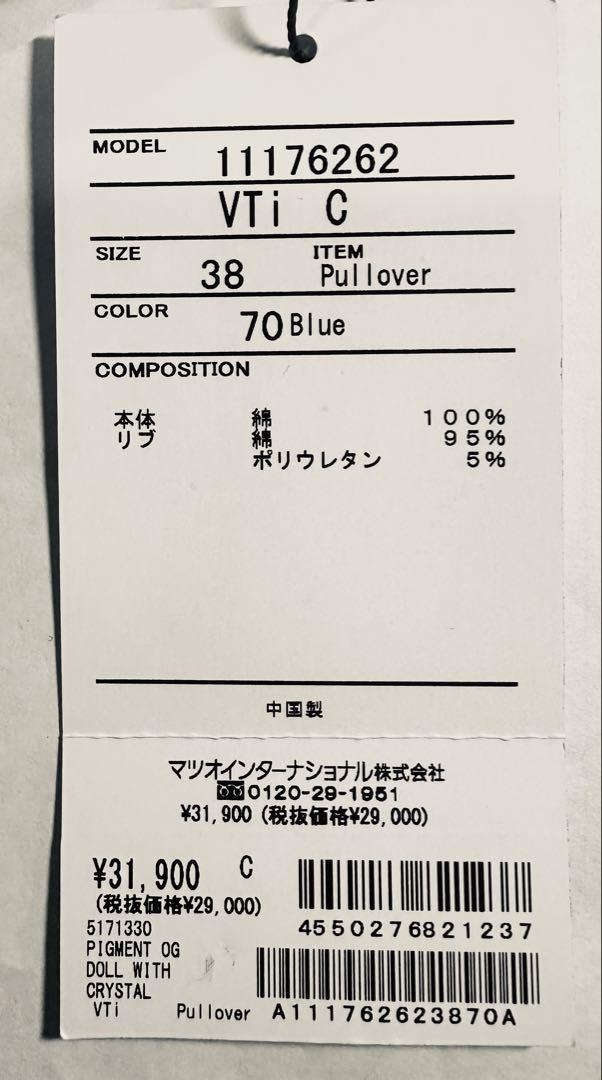 MODEL 11176262
VTi C
SIZE 38 ITEM Pullover
COLOR 70 Blue
COMPOSITION
本体 綿 100%
リブ 綿 95%
ポリウレタン 5%
中国製
マツオインターナショナル株式会社
0120-29-1951
¥31,900 (税抜価格¥29,000)
¥31,900 C
(税抜価格¥29,000)
4550276821237
5171330
PIGMENT OG
DOLL WITH
CRYSTAL
VTi Pullover A111762623870A